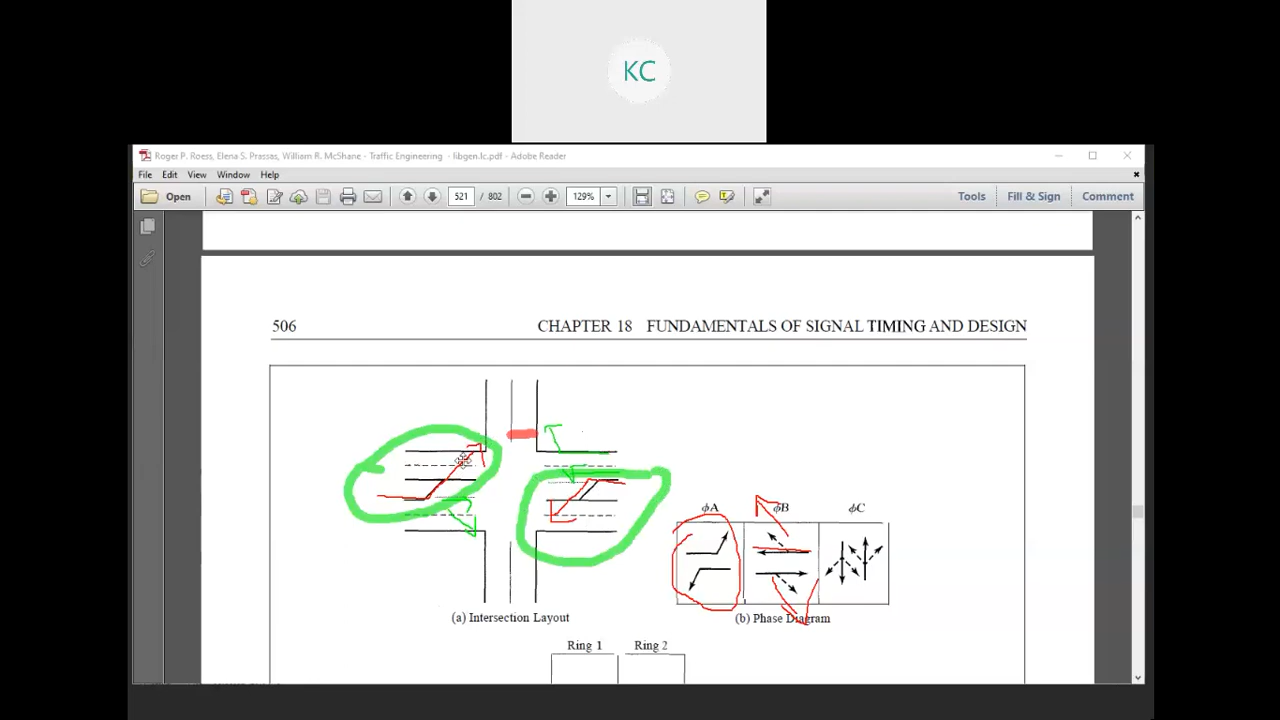 KC
Roger P. Roess, Elena S. Prassas, William R. McShane - Traffic Engineering - libgen.lc.pdf - Adobe Reader
File Edit View Window Help
Open 521 / 802 129% Tools Fill & Sign Comment
506 CHAPTER 18 FUNDAMENTALS OF SIGNAL TIMING AND DESIGN
ϕA ϕB ϕC
(a) Intersection Layout (b) Phase Diagram
Ring 1 Ring 2